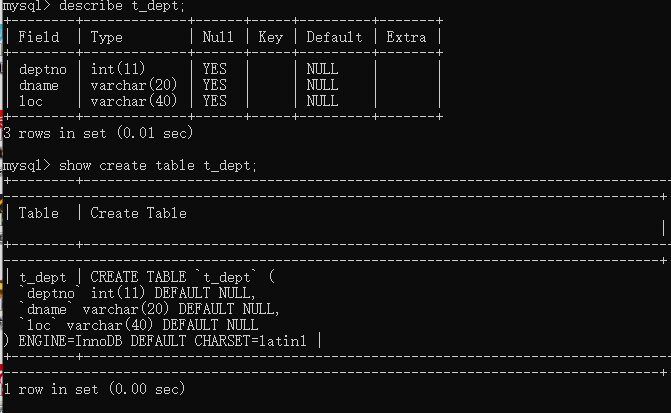 mysql> describe t_dept;
+--------+-------------+------+-----+---------+-------+
| Field | Type | Null | Key | Default | Extra |
+--------+-------------+------+-----+---------+-------+
| deptno | int(11) | YES | | NULL | |
| dname | varchar(20) | YES | | NULL | |
| loc | varchar(40) | YES | | NULL | |
+--------+-------------+------+-----+---------+-------+
3 rows in set (0.01 sec)
mysql> show create table t_dept;
| Table | Create Table
|
| t_dept | CREATE TABLE `t_dept` (
`deptno` int(11) DEFAULT NULL,
`dname` varchar(20) DEFAULT NULL,
`loc` varchar(40) DEFAULT NULL
) ENGINE=InnoDB DEFAULT CHARSET=latin1 |
1 row in set (0.00 sec)